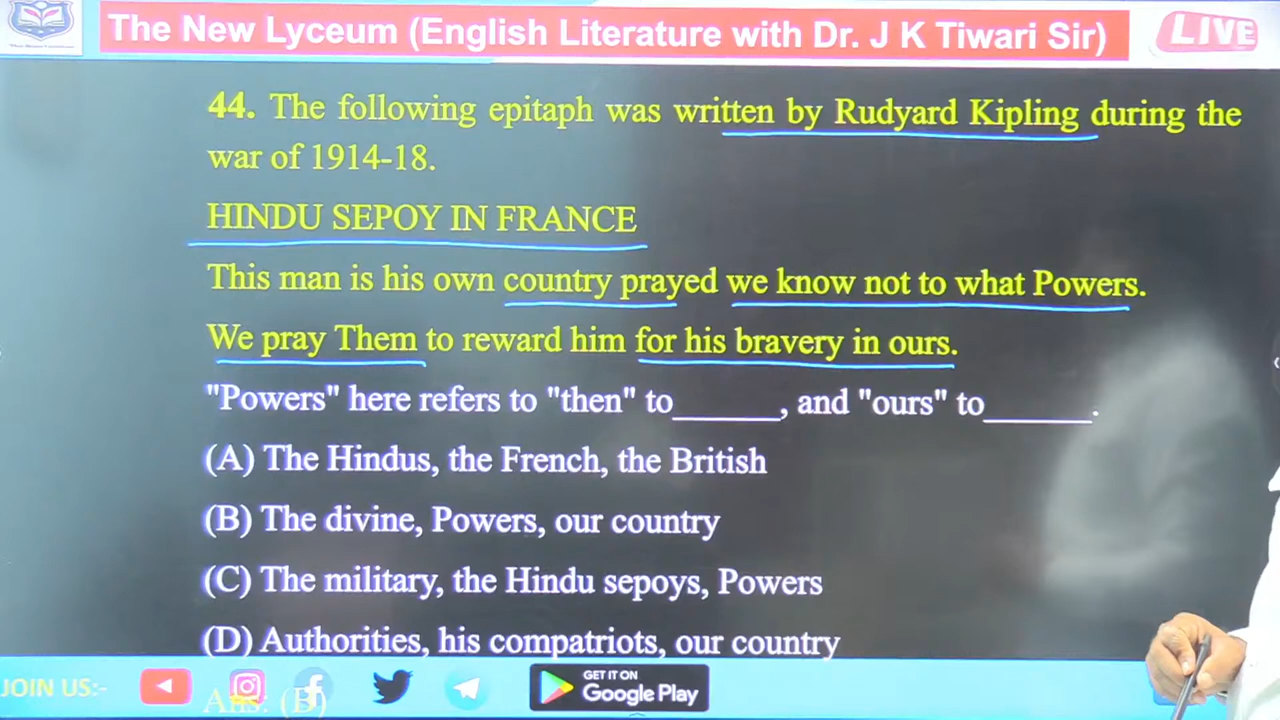 The New Lyceum (English Literature with Dr. J K Tiwari Sir)
LIVE
44. The following epitaph was written by Rudyard Kipling during the
war of 1914-18.
HINDU SEPOY IN FRANCE
This man is his own country prayed we know not to what Powers.
We pray Them to reward him for his bravery in ours.
"Powers" here refers to "then" to______, and "ours" to______.
(A) The Hindus, the French, the British
(B) The divine, Powers, our country
(C) The military, the Hindu sepoys, Powers
(D) Authorities, his compatriots, our country
JOIN US:-
GET IT ON
Google Play
Ans: (B)